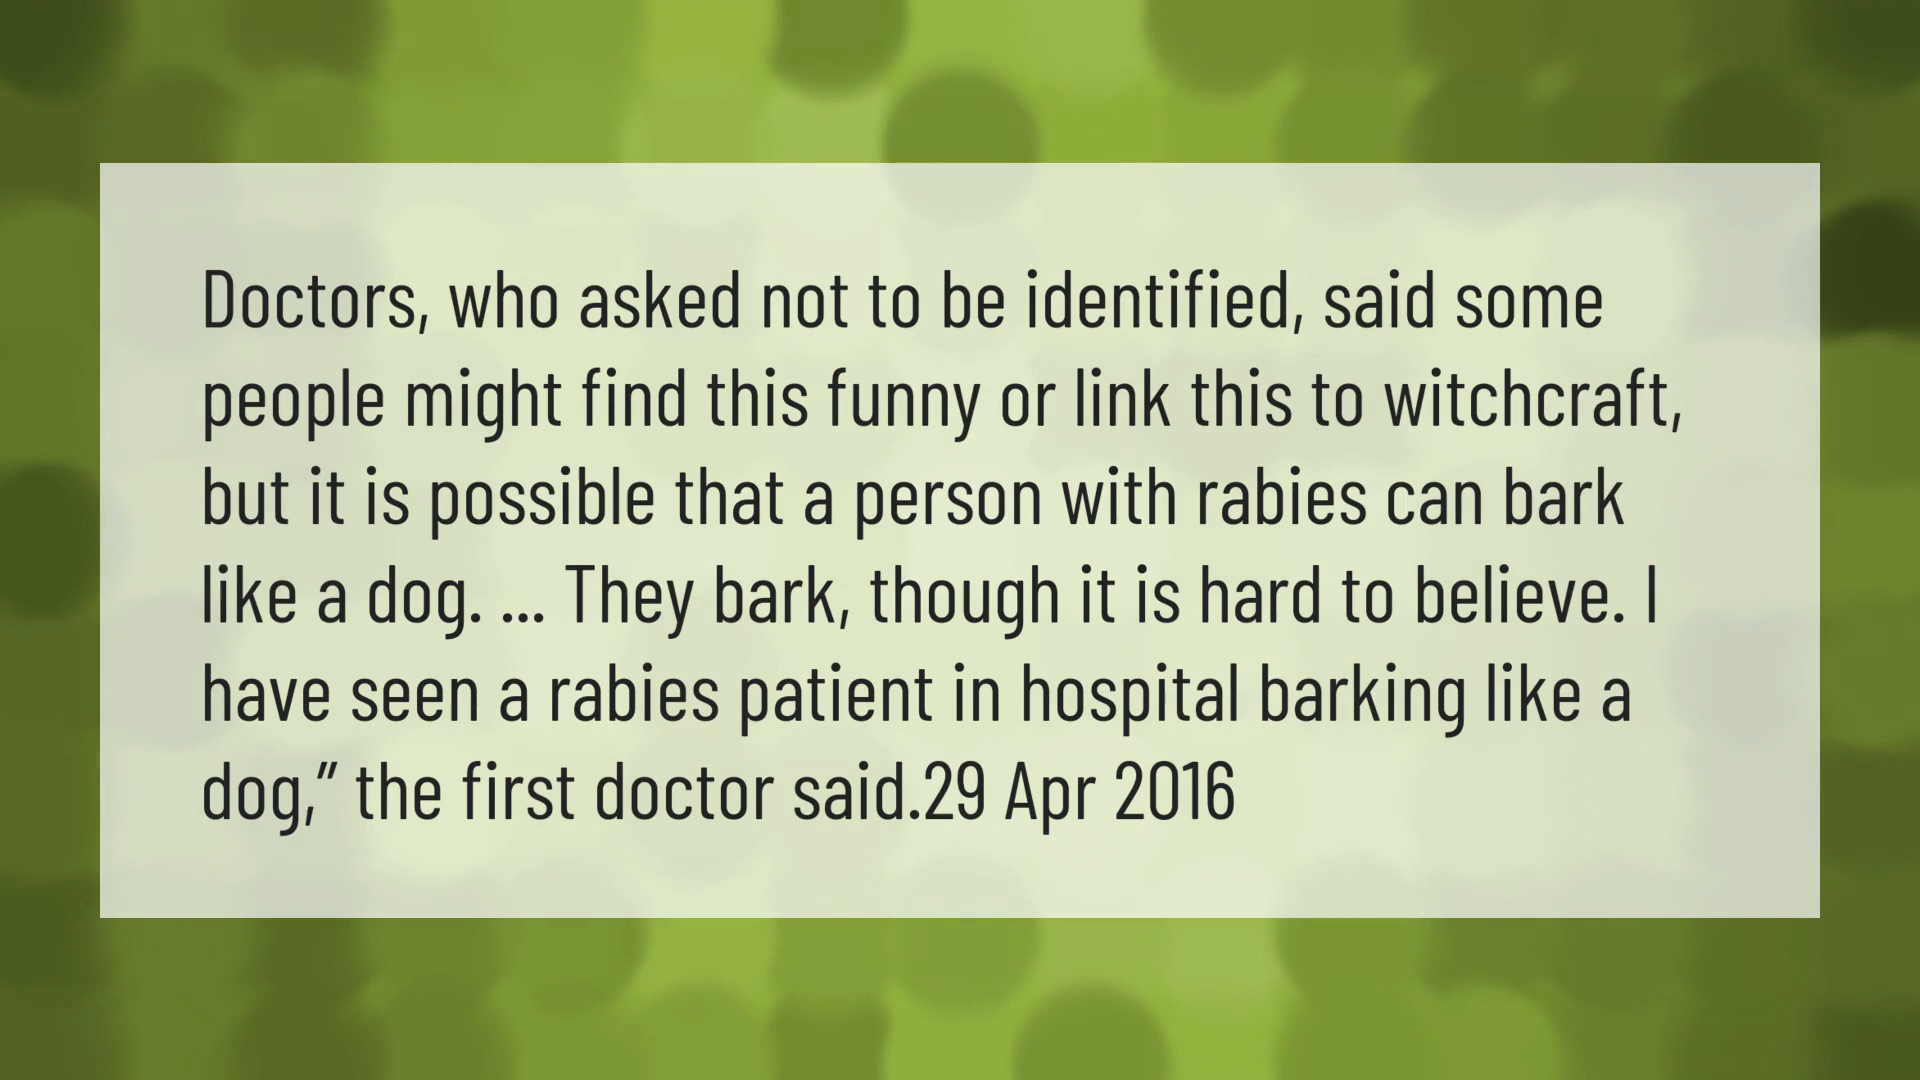 Doctors, who asked not to be identified, said some
people might find this funny or link this to witchcraft,
but it is possible that a person with rabies can bark
like a dog. ... They bark, though it is hard to believe. I
have seen a rabies patient in hospital barking like a
dog,” the first doctor said.29 Apr 2016